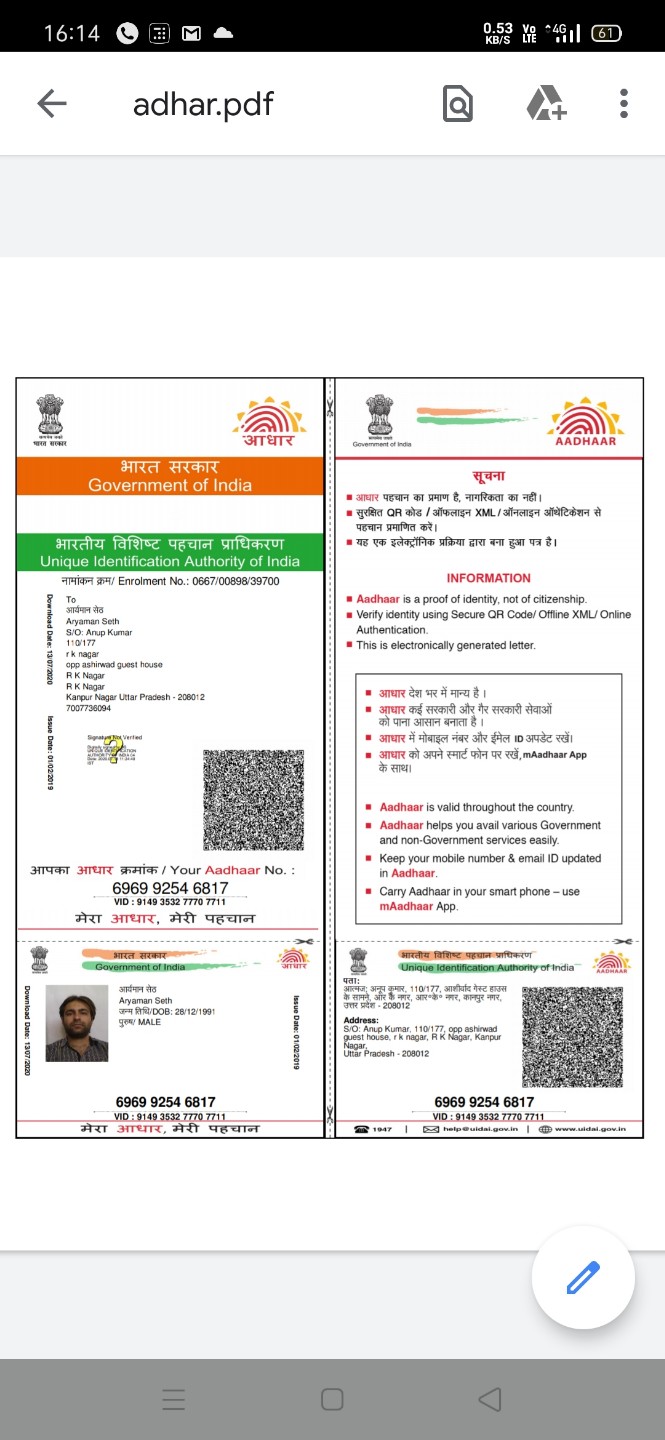 16:14
0.53 KB/S Vo LTE 4G 61
adhar.pdf
भारत सरकार
आधार
भारत सरकार
Government of India
भारतीय विशिष्ट पहचान प्राधिकरण
Unique Identification Authority of India
नामांकन क्रम/ Enrolment No.: 0667/00898/39700
Download Date: 13/07/2020
Issue Date: 01/02/2019
To
आर्यमान सेठ
Aryaman Seth
S/O: Anup Kumar
110/177
r k nagar
opp ashirwad guest house
R K Nagar
R K Nagar
Kanpur Nagar Uttar Pradesh - 208012
7007736094
Signature Not Verified
आपका आधार क्रमांक / Your Aadhaar No. :
6969 9254 6817
VID : 9149 3532 7770 7711
मेरा आधार, मेरी पहचान
Government of India
AADHAAR
सूचना
आधार पहचान का प्रमाण है, नागरिकता का नहीं।
सुरक्षित QR कोड / ऑफलाइन XML / ऑनलाइन ऑथेंटिकेशन से
पहचान प्रमाणित करें।
यह एक इलेक्ट्रॉनिक प्रक्रिया द्वारा बना हुआ पत्र है।
INFORMATION
Aadhaar is a proof of identity, not of citizenship.
Verify identity using Secure QR Code/ Offline XML/ Online
Authentication.
This is electronically generated letter.
आधार देश भर में मान्य है ।
आधार कई सरकारी और गैर सरकारी सेवाओं
को पाना आसान बनाता है ।
आधार में मोबाइल नंबर और ईमेल ID अपडेट रखें।
आधार को अपने स्मार्ट फोन पर रखें, mAadhaar App
के साथ।
Aadhaar is valid throughout the country.
Aadhaar helps you avail various Government
and non-Government services easily.
Keep your mobile number & email ID updated
in Aadhaar.
Carry Aadhaar in your smart phone – use
mAadhaar App.
भारत सरकार
Government of India
आधार
Download Date: 13/07/2020
आर्यमान सेठ
Aryaman Seth
जन्म तिथि/DOB: 28/12/1991
पुरुष/ MALE
Issue Date: 01/02/2019
6969 9254 6817
VID : 9149 3532 7770 7711
मेरा आधार, मेरी पहचान
भारतीय विशिष्ट पहचान प्राधिकरण
Unique Identification Authority of India
AADHAAR
पता:
आत्मज: अनूप कुमार, 110/177, आशीर्वाद गेस्ट हाउस
के सामने, आर के नगर, आर॰के॰ नगर, कानपुर नगर,
उत्तर प्रदेश - 208012
Address:
S/O: Anup Kumar, 110/177, opp ashirwad
guest house, r k nagar, R K Nagar, Kanpur
Nagar,
Uttar Pradesh - 208012
6969 9254 6817
VID : 9149 3532 7770 7711
1947 | help@uidai.gov.in | www.uidai.gov.in